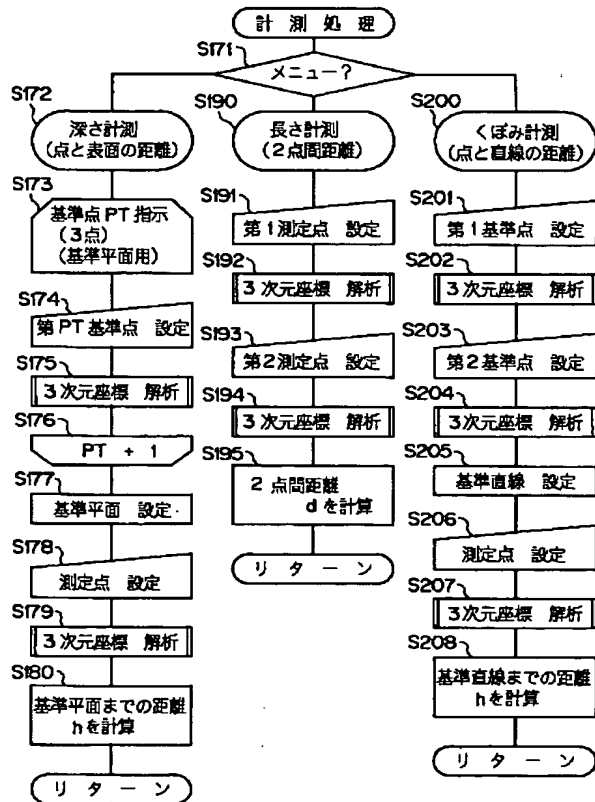 計測処理
S171
メニュー?
S172
深さ計測
(点と表面の距離)
S173
基準点PT指示
(3点)
(基準平面用)
S174
第PT基準点 設定
S175
3次元座標 解析
S176
PT + 1
S177
基準平面 設定
S178
測定点 設定
S179
3次元座標 解析
S180
基準平面までの距離
hを計算
リターン
S190
長さ計測
(2点間距離)
S191
第1測定点 設定
S192
3次元座標 解析
S193
第2測定点 設定
S194
3次元座標 解析
S195
2点間距離
dを計算
リターン
S200
くぼみ計測
(点と直線の距離)
S201
第1基準点 設定
S202
3次元座標 解析
S203
第2基準点 設定
S204
3次元座標 解析
S205
基準直線 設定
S206
測定点 設定
S207
3次元座標 解析
S208
基準直線までの距離
hを計算
リターン